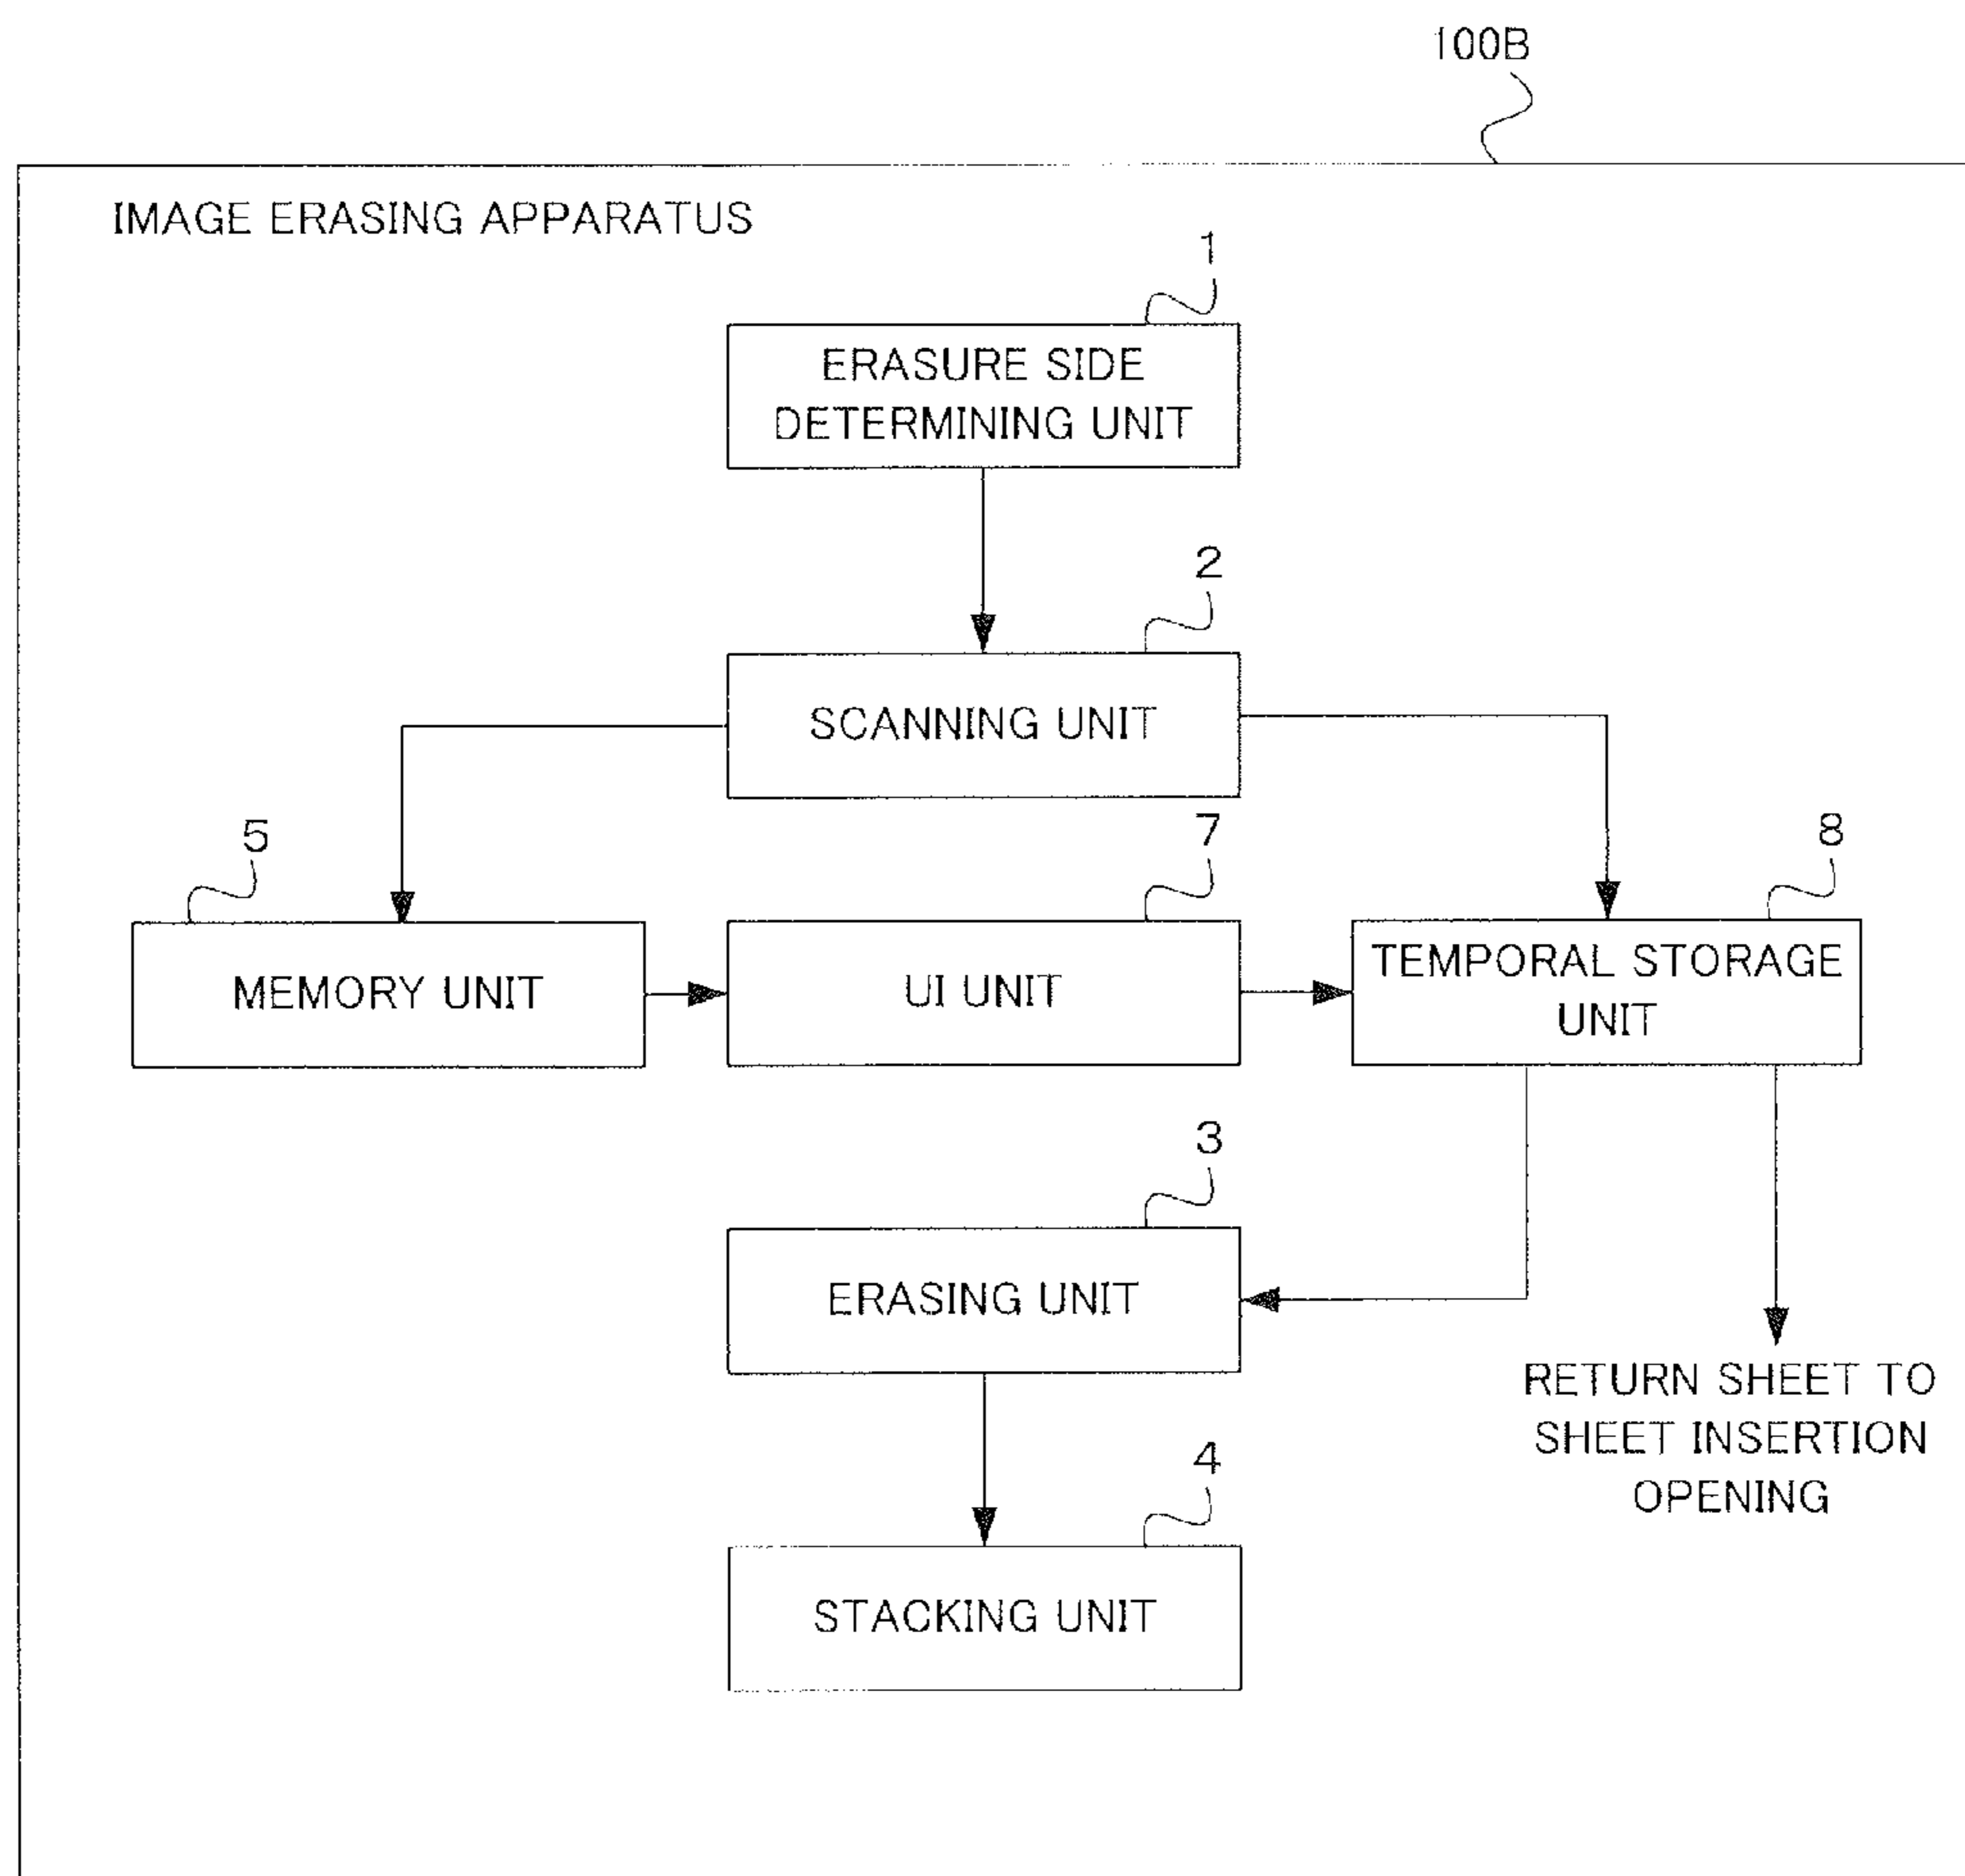 100B
IMAGE ERASING APPARATUS
1
ERASURE SIDE
DETERMINING UNIT
2
SCANNING UNIT
5
7
8
MEMORY UNIT
UI UNIT
TEMPORAL STORAGE
UNIT
3
ERASING UNIT
RETURN SHEET TO
SHEET INSERTION
OPENING
4
STACKING UNIT